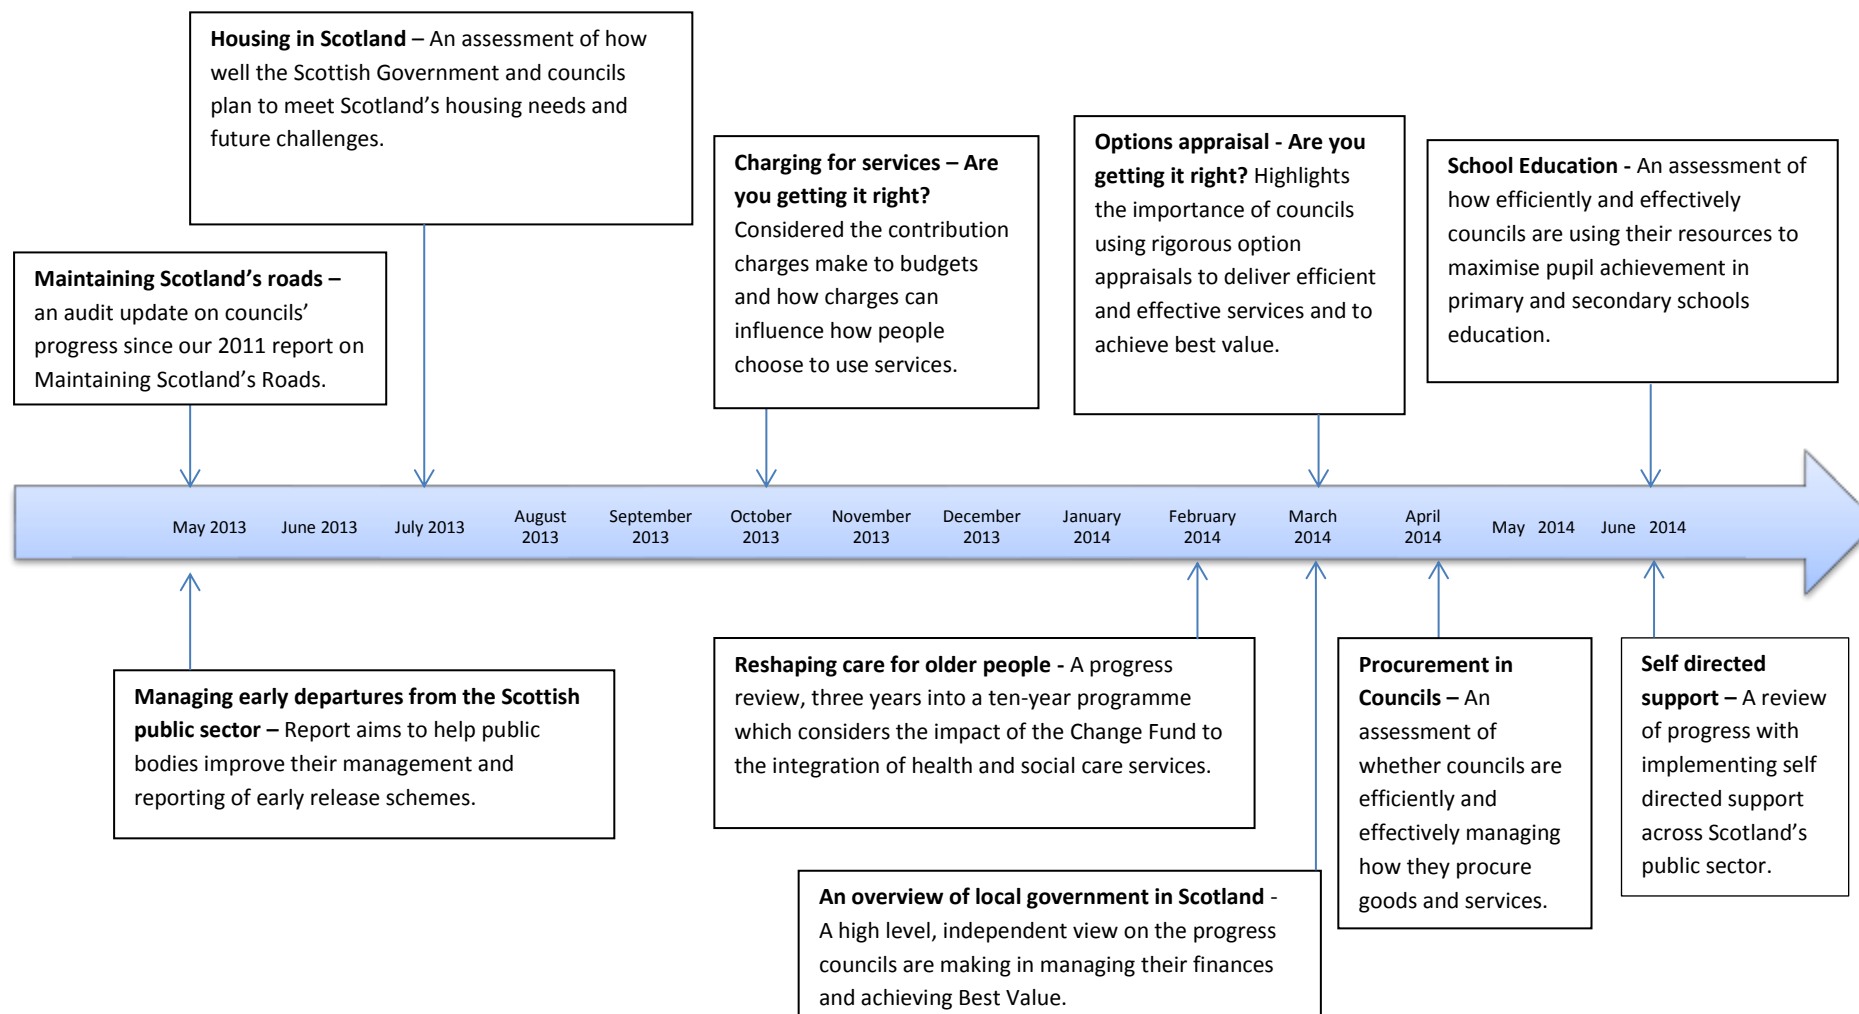 Housing in Scotland – An assessment of how
well the Scottish Government and councils
plan to meet Scotland’s housing needs and
future challenges.
Maintaining Scotland’s roads –
an audit update on councils’
progress since our 2011 report on
Maintaining Scotland’s Roads.
Charging for services – Are
you getting it right?
Considered the contribution
charges make to budgets
and how charges can
influence how people
choose to use services.
Options appraisal - Are you
getting it right? Highlights
the importance of councils
using rigorous option
appraisals to deliver efficient
and effective services and to
achieve best value.
School Education - An assessment of
how efficiently and effectively
councils are using their resources to
maximise pupil achievement in
primary and secondary schools
education.
May 2013
June 2013
July 2013
August
2013
September
2013
October
2013
November
2013
December
2013
January
2014
February
2014
March
2014
April
2014
May 2014
June 2014
Managing early departures from the Scottish
public sector – Report aims to help public
bodies improve their management and
reporting of early release schemes.
Reshaping care for older people - A progress
review, three years into a ten-year programme
which considers the impact of the Change Fund to
the integration of health and social care services.
An overview of local government in Scotland -
A high level, independent view on the progress
councils are making in managing their finances
and achieving Best Value.
Procurement in
Councils – An
assessment of
whether councils are
efficiently and
effectively managing
how they procure
goods and services.
Self directed
support – A review
of progress with
implementing self
directed support
across Scotland’s
public sector.